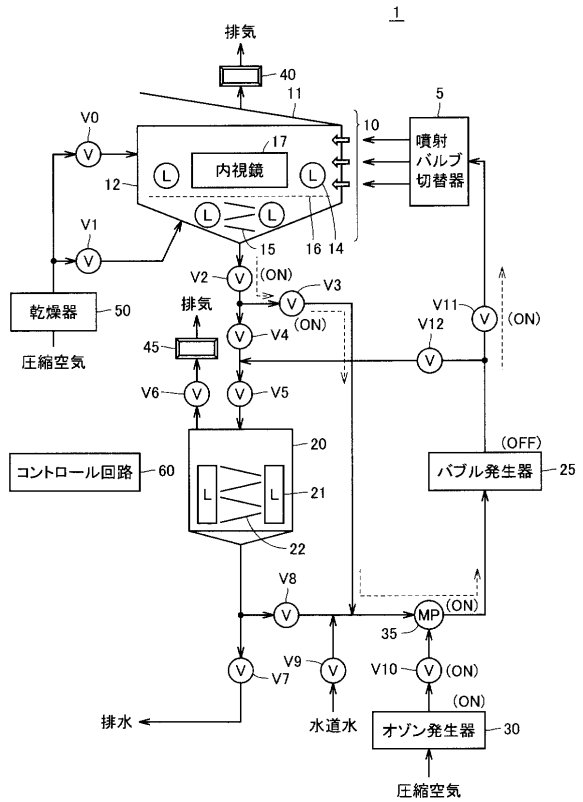 1
排気
40
11
5
10
噴射
バルブ
切替器
V0
V
17
内視鏡
12
L
L
V1
V
L
L
16
14
15
V2
V
(ON)
V3
V
(ON)
乾燥器
50
排気
V
V4
V11
V
(ON)
V12
V
45
圧縮空気
V6
V
V
V5
20
(OFF)
コントロール回路
60
バブル発生器
25
L
L
21
22
V8
V
MP
(ON)
35
V
V7
V9
V
V10
V
(ON)
(ON)
排水
水道水
オゾン発生器
30
圧縮空気